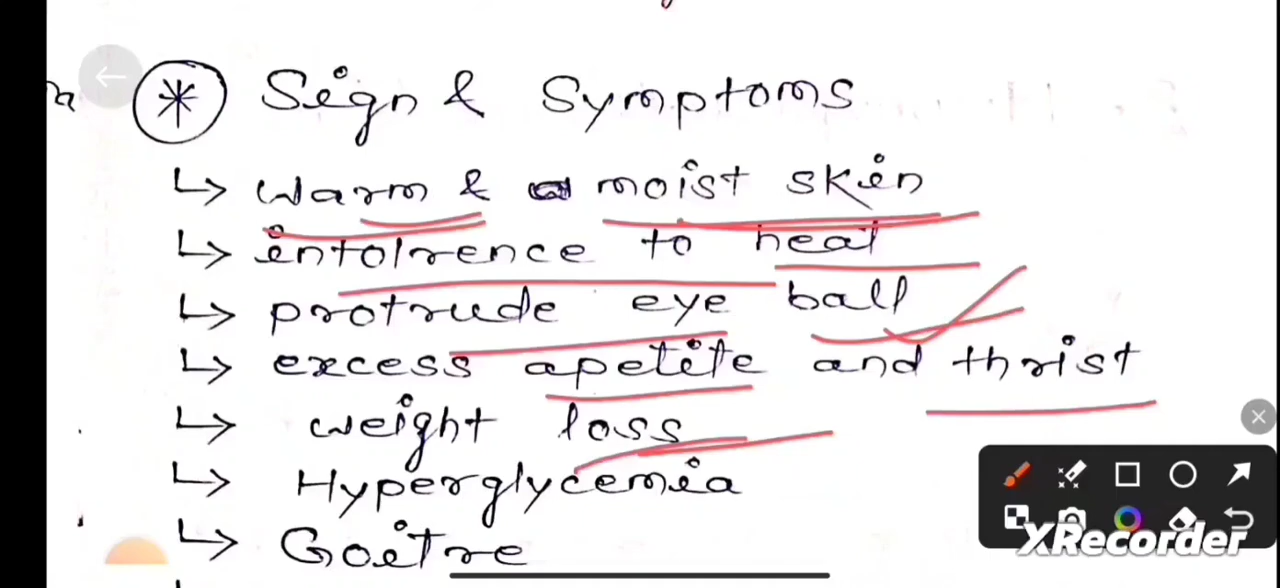 Sign & Symptoms
↳ warm & moist skin
↳ intolrence to heat
↳ protrude eye ball
↳ excess apetite and thrist
↳ weight loss
↳ Hyperglycemia
↳ Goitre
XRecorder